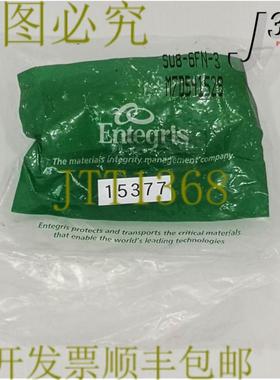 图必究
SU8-6FN-3
M7D541528
Entegris
The materials integrity management company.
JTT1368
15377
Entegris protects and transports the critical materials
that enable the world's leading technologies
开发票顺丰包邮